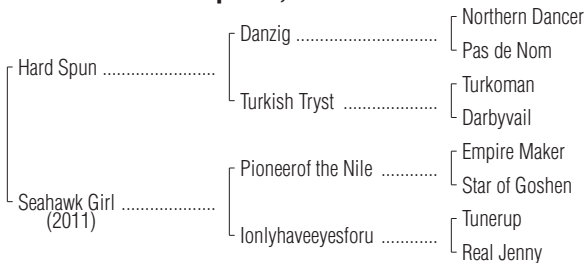 Northern Dancer
Danzig ..................................
Pas de Nom
Hard Spun ...........................
Turkoman
Turkish Tryst ......................
Darbyvail
Empire Maker
Pioneerof the Nile .............
Star of Goshen
Seahawk Girl .......................
(2011)
Tunerup
Ionlyhaveeyesforu .............
Real Jenny